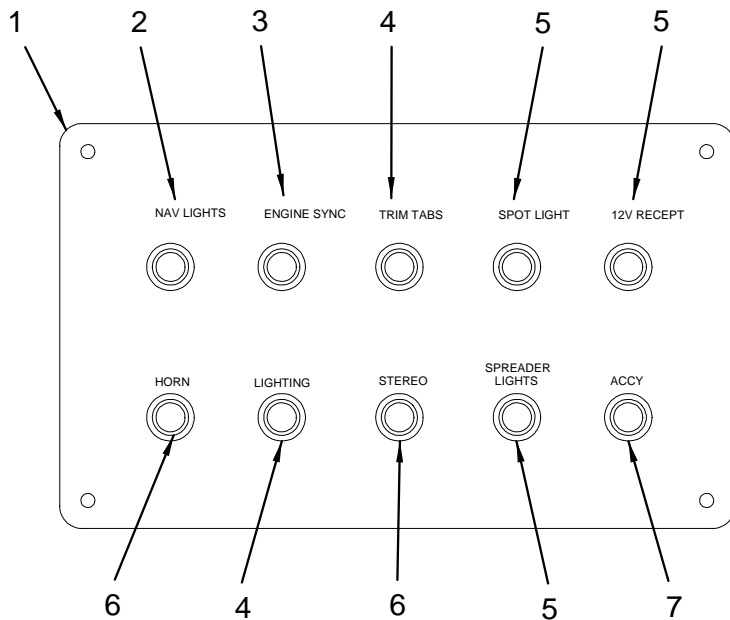 1 2 3 4 5 5
NAV LIGHTS ENGINE SYNC TRIM TABS SPOT LIGHT 12V RECEPT
HORN LIGHTING STEREO SPREADER LIGHTS ACCY
6 4 6 5 7